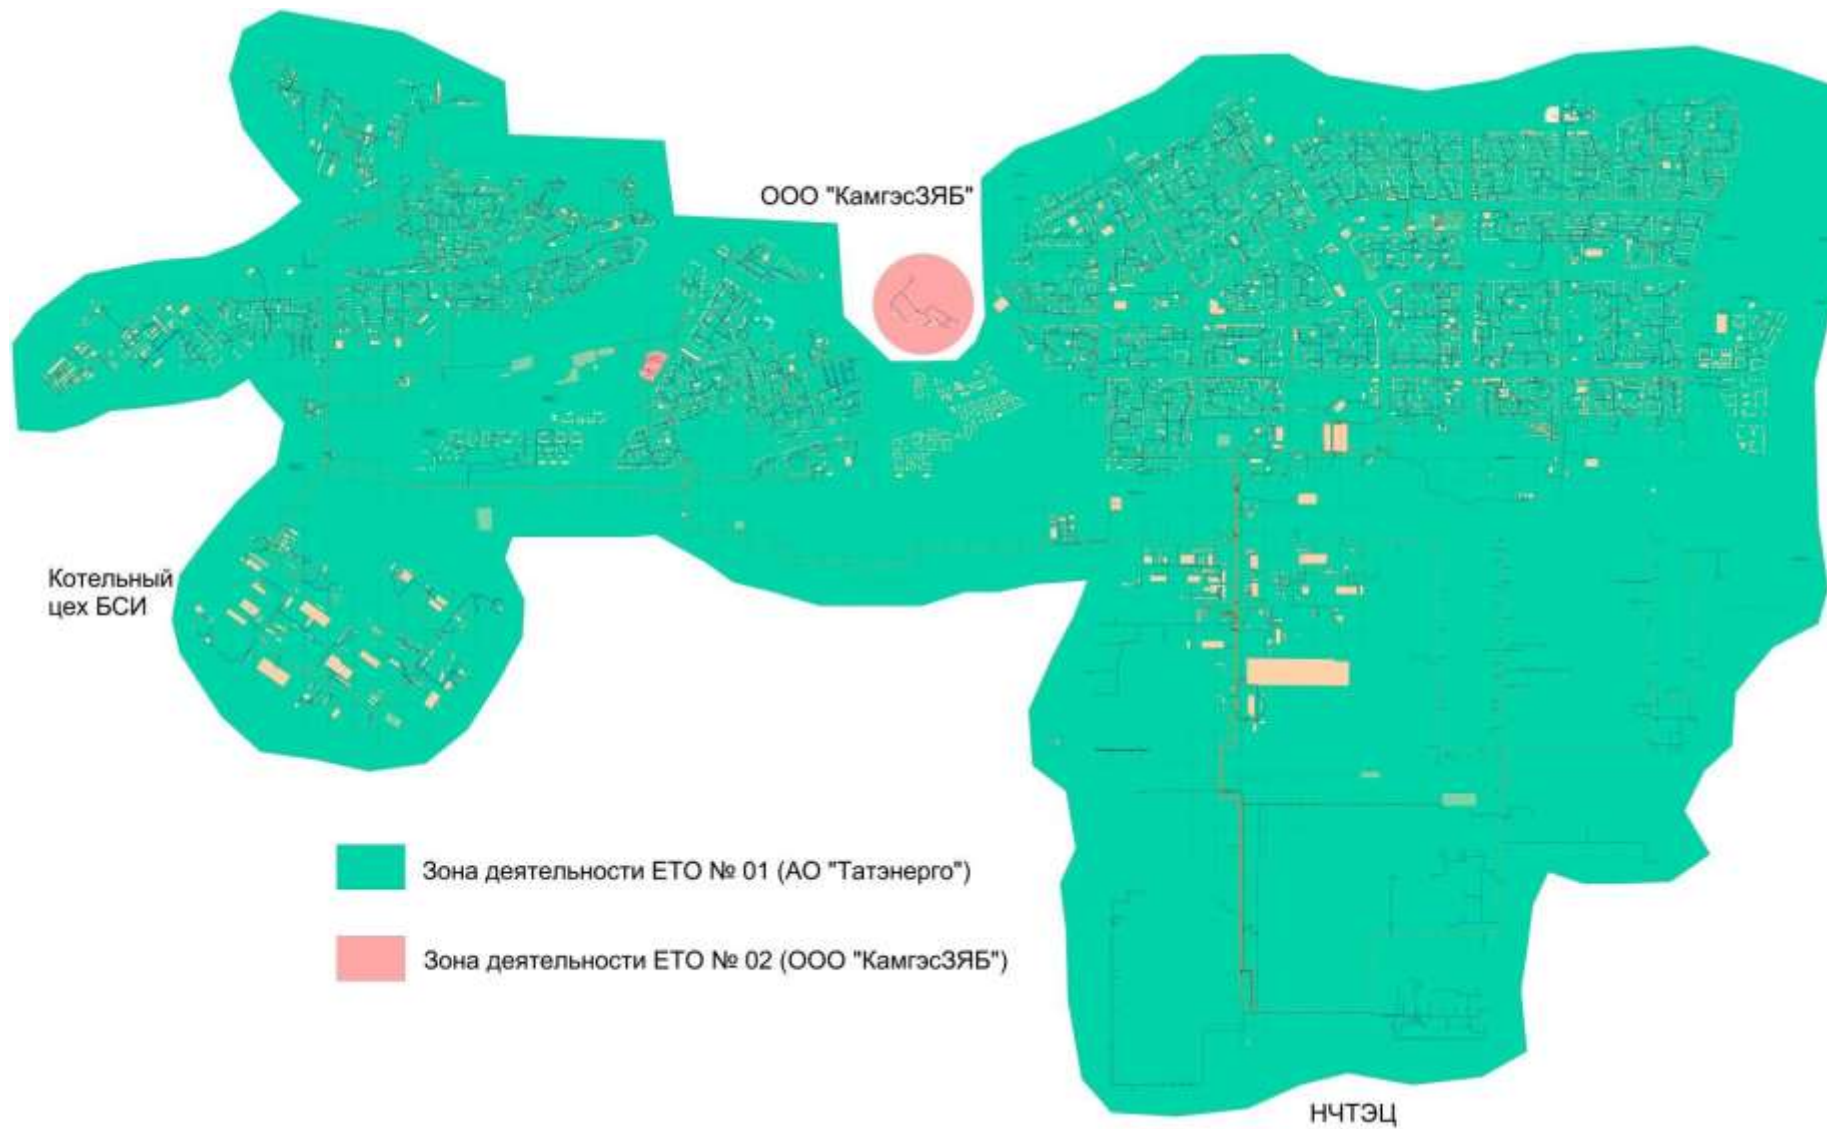 ООО "КамгэсЗЯБ"
Котельный
цех БСИ
Зона деятельности ЕТО № 01 (АО "Татэнерго")
Зона деятельности ЕТО № 02 (ООО "КамгэсЗЯБ")
НЧТЭЦ